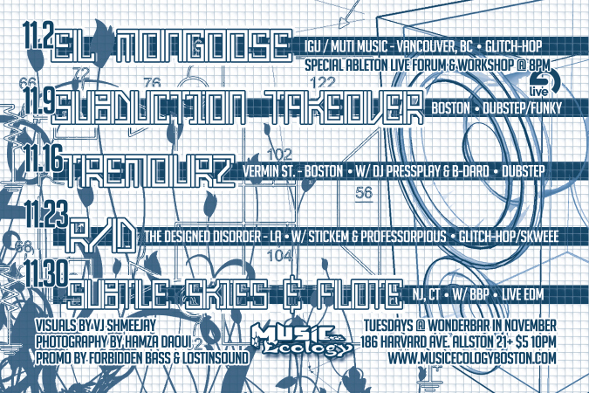 11.2 EL MONGOOSE IGU / MUTI MUSIC - VANCOUVER, BC • GLITCH-HOP
SPECIAL ABLETON LIVE FORUM & WORKSHOP @ 8PM
live
66 72 76 122
11.9 SUBDUCTION TAKEOVER BOSTON • DUBSTEP/FUNKY
102
11.16 TREMOURZ VERMIN ST. - BOSTON • W/ DJ PRESSPLAY & B-DARD • DUBSTEP
56
11.23 R/D THE DESIGNED DISORDER - LA • W/ STICKEM & PROFESSORPIOUS • GLITCH-HOP/SKWEEE
66 104
11.30 SUBTLE SKIES & FLOTE NJ, CT • W/ BBP • LIVE EDM
VISUALS BY VJ SHMEEJAY
PHOTOGRAPHY BY HAMZA DAOUI
PROMO BY FORBIDDEN BASS & LOSTINSOUND
MUSIC
Ecology
TUESDAYS @ WONDERBAR IN NOVEMBER
186 HARVARD AVE. ALLSTON 21+ $5 10PM
WWW.MUSICECOLOGYBOSTON.COM